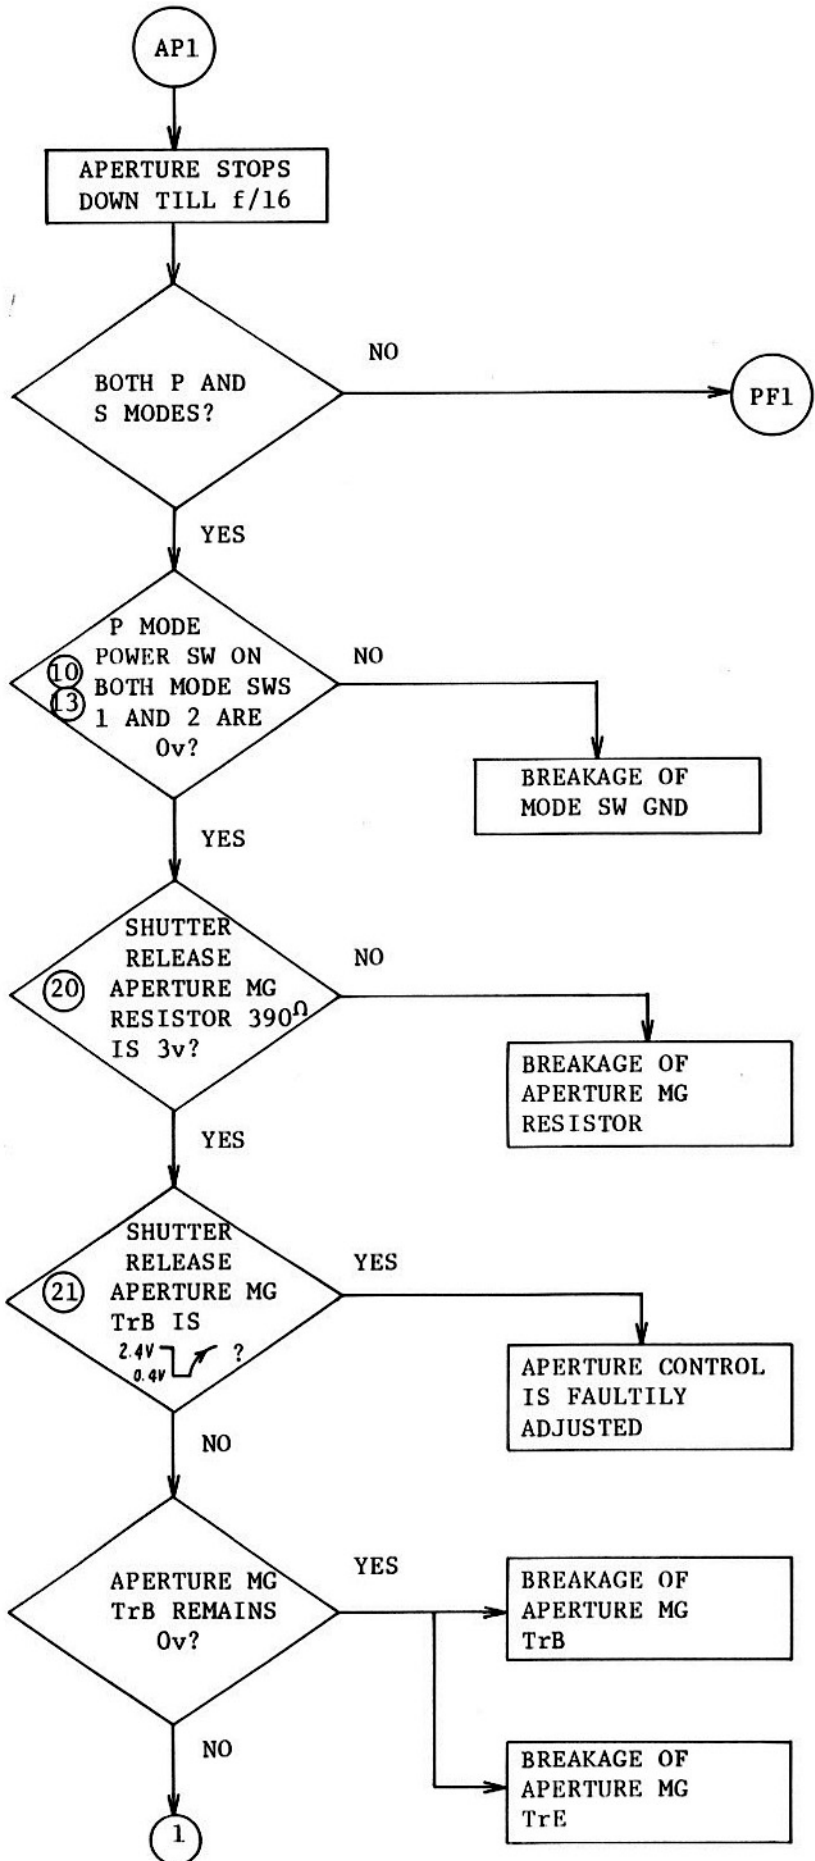 AP1
APERTURE STOPS
DOWN TILL f/16
BOTH P AND
S MODES?
NO
PF1
YES
P MODE
10 POWER SW ON
13 BOTH MODE SWS
1 AND 2 ARE
0v?
NO
BREAKAGE OF
MODE SW GND
YES
SHUTTER
RELEASE
20 APERTURE MG
RESISTOR 390Ω
IS 3v?
NO
BREAKAGE OF
APERTURE MG
RESISTOR
YES
SHUTTER
RELEASE
21 APERTURE MG
TrB IS
2.4V ?
0.4V
YES
APERTURE CONTROL
IS FAULTILY
ADJUSTED
NO
APERTURE MG
TrB REMAINS
0v?
YES
BREAKAGE OF
APERTURE MG
TrB
BREAKAGE OF
APERTURE MG
TrE
NO
1